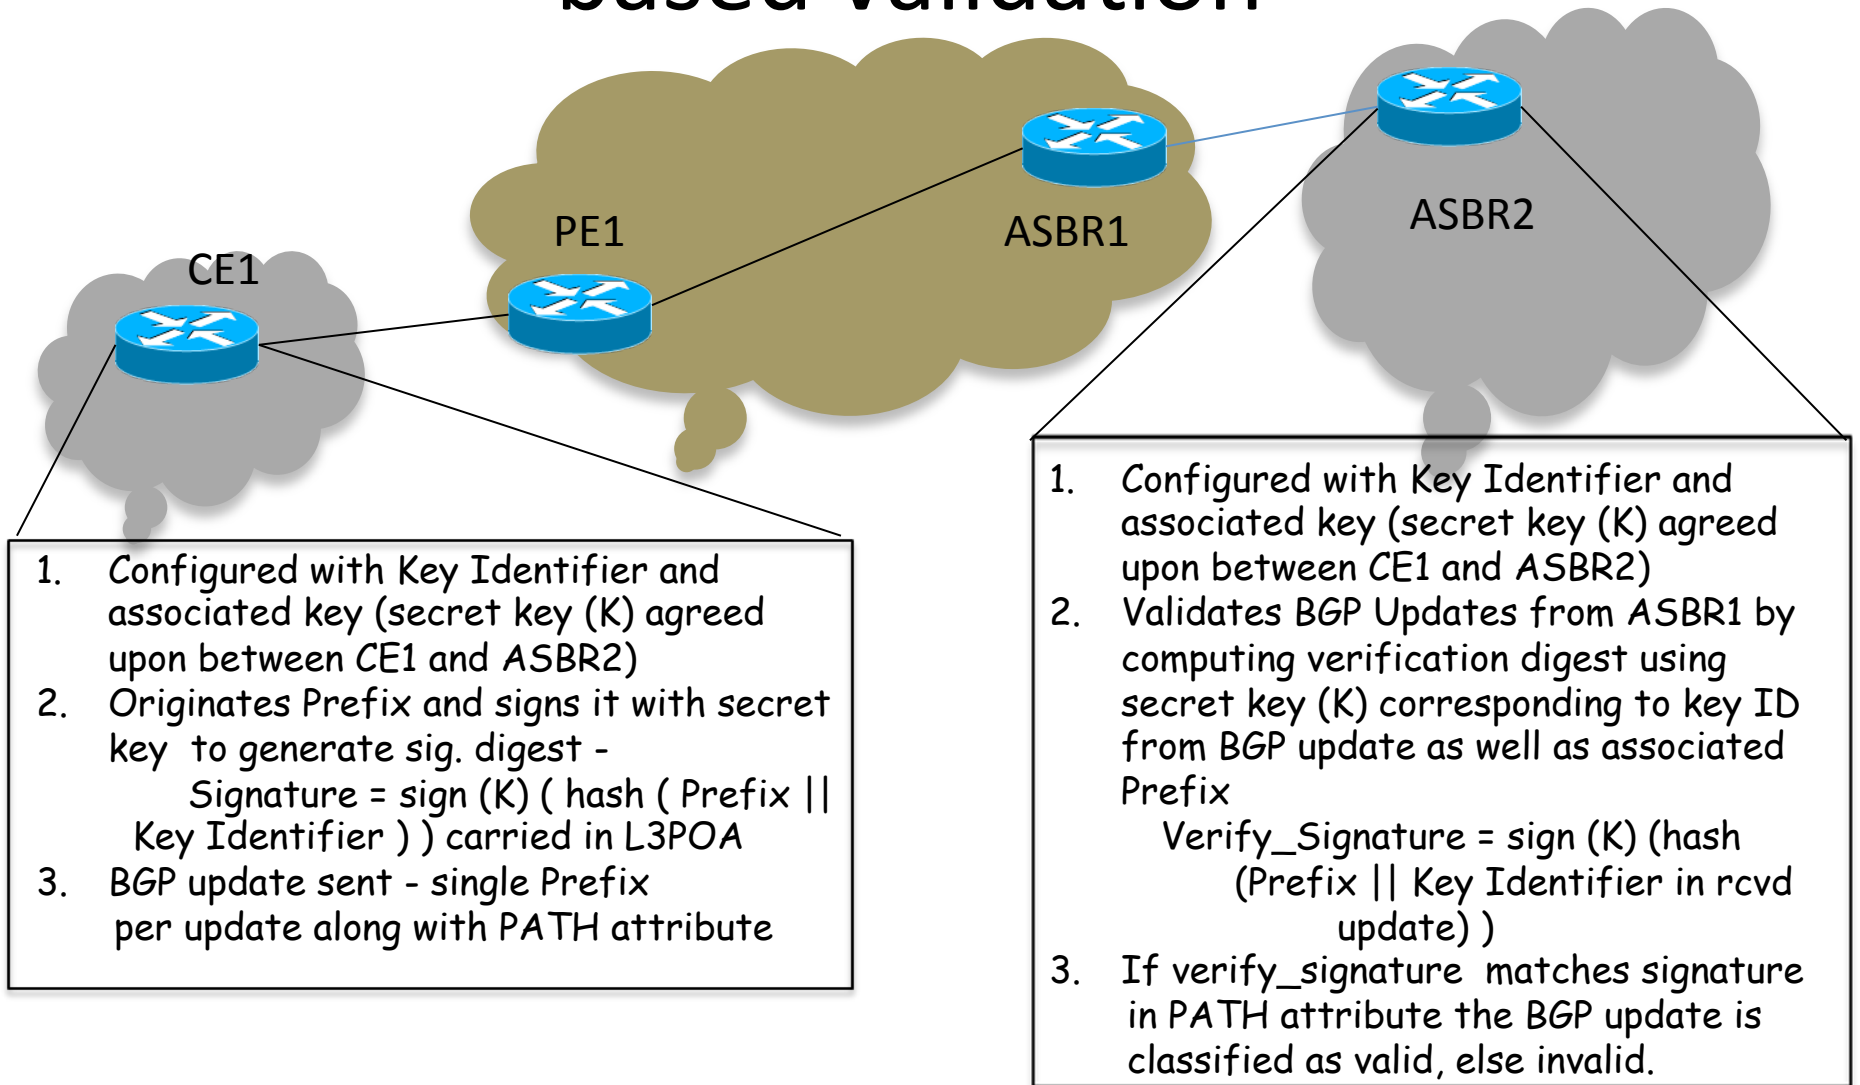 based validation
CE1
PE1
ASBR1
ASBR2
1. Configured with Key Identifier and
associated key (secret key (K) agreed
upon between CE1 and ASBR2)
2. Originates Prefix and signs it with secret
key to generate sig. digest -
Signature = sign (K) ( hash ( Prefix ||
Key Identifier ) ) carried in L3POA
3. BGP update sent - single Prefix
per update along with PATH attribute
1. Configured with Key Identifier and
associated key (secret key (K) agreed
upon between CE1 and ASBR2)
2. Validates BGP Updates from ASBR1 by
computing verification digest using
secret key (K) corresponding to key ID
from BGP update as well as associated
Prefix
Verify_Signature = sign (K) (hash
(Prefix || Key Identifier in rcvd
update) )
3. If verify_signature matches signature
in PATH attribute the BGP update is
classified as valid, else invalid.